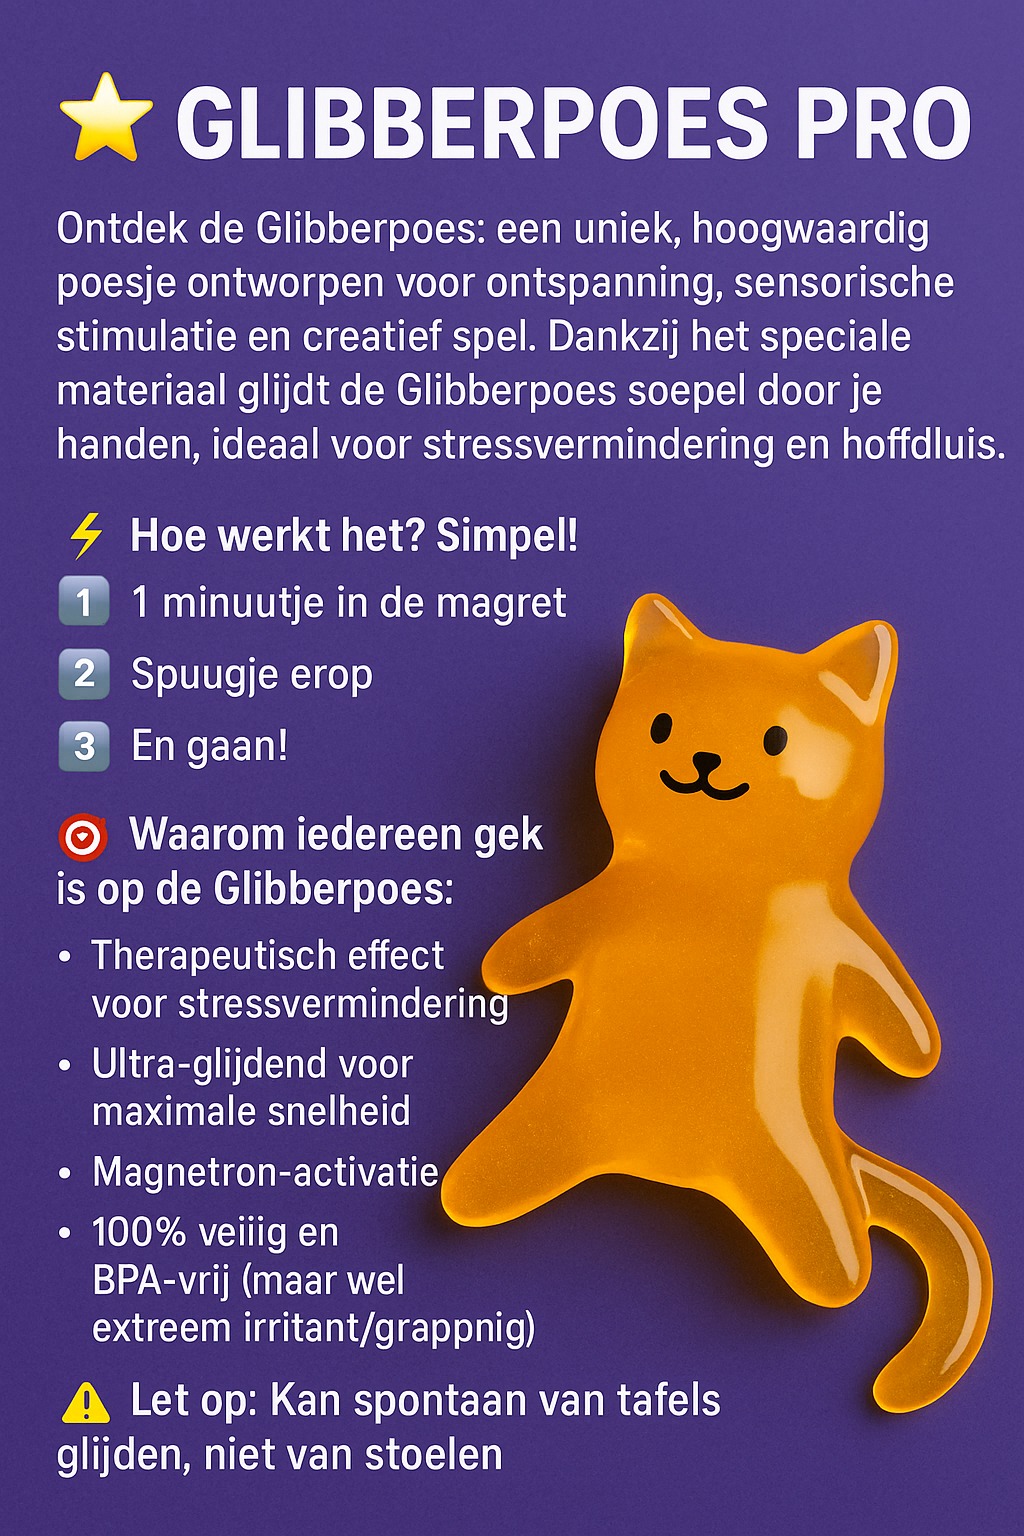 ⭐ GLIBBERPOES PRO
Ontdek de Glibberpoes: een uniek, hoogwaardig
poesje ontworpen voor ontspanning, sensorische
stimulatie en creatief spel. Dankzij het speciale
materiaal glijdt de Glibberpoes soepel door je
handen, ideaal voor stressvermindering en hoffdluis.
⚡ Hoe werkt het? Simpel!
1️⃣ 1 minuutje in de magret
2️⃣ Spuugje erop
3️⃣ En gaan!
🎯 Waarom iedereen gek
is op de Glibberpoes:
• Therapeutisch effect
voor stressvermindering
• Ultra-glijdend voor
maximale snelheid
• Magnetron-activatie
• 100% veiiig en
BPA-vrij (maar wel
extreem irritant/grappnig)
⚠️ Let op: Kan spontaan van tafels
glijden, niet van stoelen